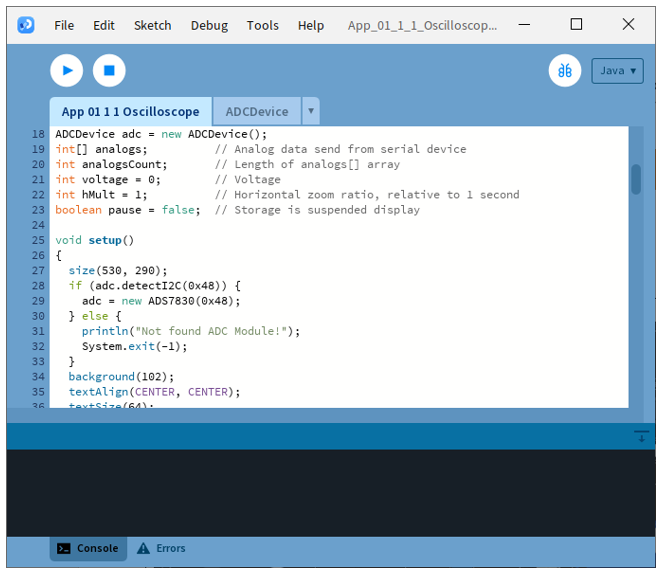 File Edit Sketch Debug Tools Help App_01_1_1_Oscilloscop...
Java ▾
App 01 1 1 Oscilloscope ADCDevice ▾
18 ADCDevice adc = new ADCDevice();
19 int[] analogs; // Analog data send from serial device
20 int analogsCount; // Length of analogs[] array
21 int voltage = 0; // Voltage
22 int hMult = 1; // Horizontal zoom ratio, relative to 1 second
23 boolean pause = false; // Storage is suspended display
24
25 void setup()
26 {
27 size(530, 290);
28 if (adc.detectI2C(0x48)) {
29 adc = new ADS7830(0x48);
30 } else {
31 println("Not found ADC Module!");
32 System.exit(-1);
33 }
34 background(102);
35 textAlign(CENTER, CENTER);
36 textSize(64);
Console Errors